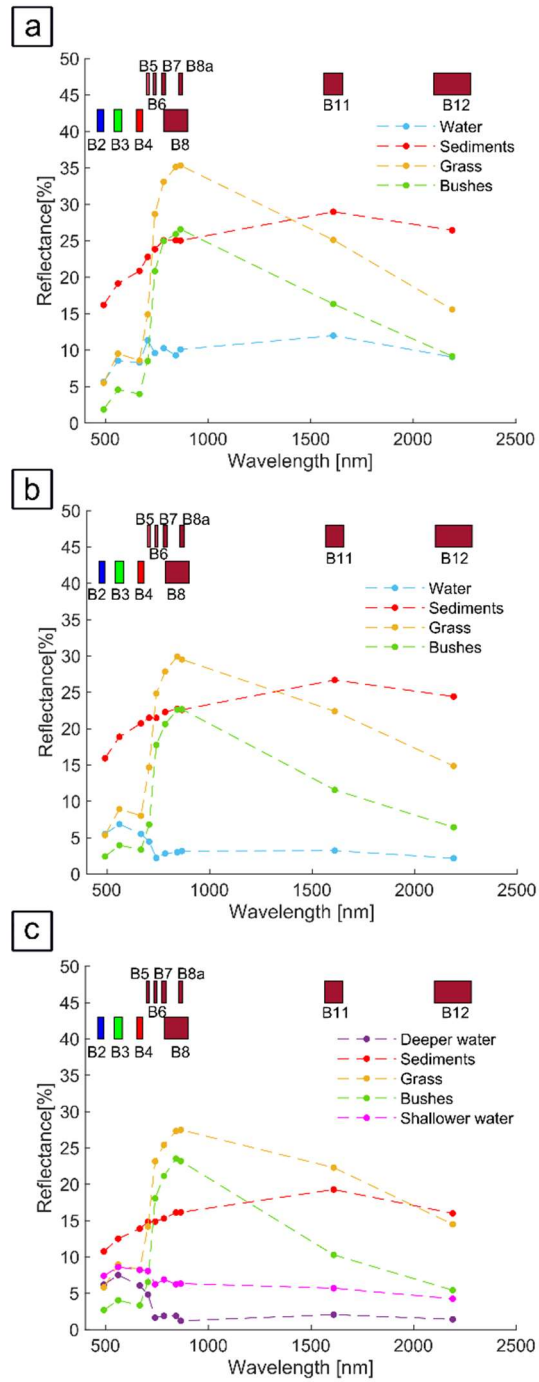 a
50
B5 B7 B8a
45
B6
B11
B12
40
B2 B3 B4 B8
Water
35
Sediments
30
Grass
25
Bushes
20
15
10
5
0
Reflectance[%]
500 1000 1500 2000 2500
Wavelength [nm]
b
50
B5 B7 B8a
45
B6
B11
B12
40
B2 B3 B4 B8
Water
35
Sediments
30
Grass
25
Bushes
20
15
10
5
0
Reflectance[%]
500 1000 1500 2000 2500
Wavelength [nm]
c
50
B5 B7 B8a
45
B6
B11
B12
40
B2 B3 B4 B8
Deeper water
35
Sediments
30
Grass
25
Bushes
20
Shallower water
15
10
5
0
Reflectance[%]
500 1000 1500 2000 2500
Wavelength [nm]